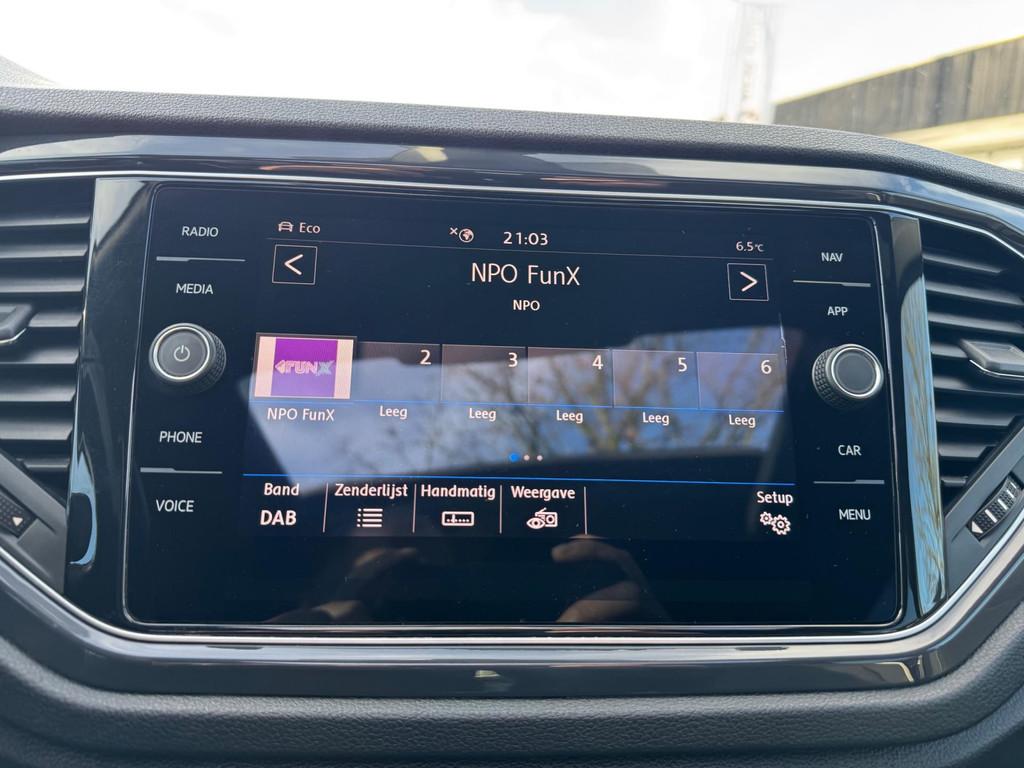 RADIO
MEDIA
PHONE
VOICE
Eco
21:03
6.5°C
<
NPO FunX
>
NPO
FUNX
2
3
4
5
6
NPO FunX
Leeg
Leeg
Leeg
Leeg
Leeg
Band
DAB
Zenderlijst
Handmatig
Weergave
Setup
NAV
APP
CAR
MENU